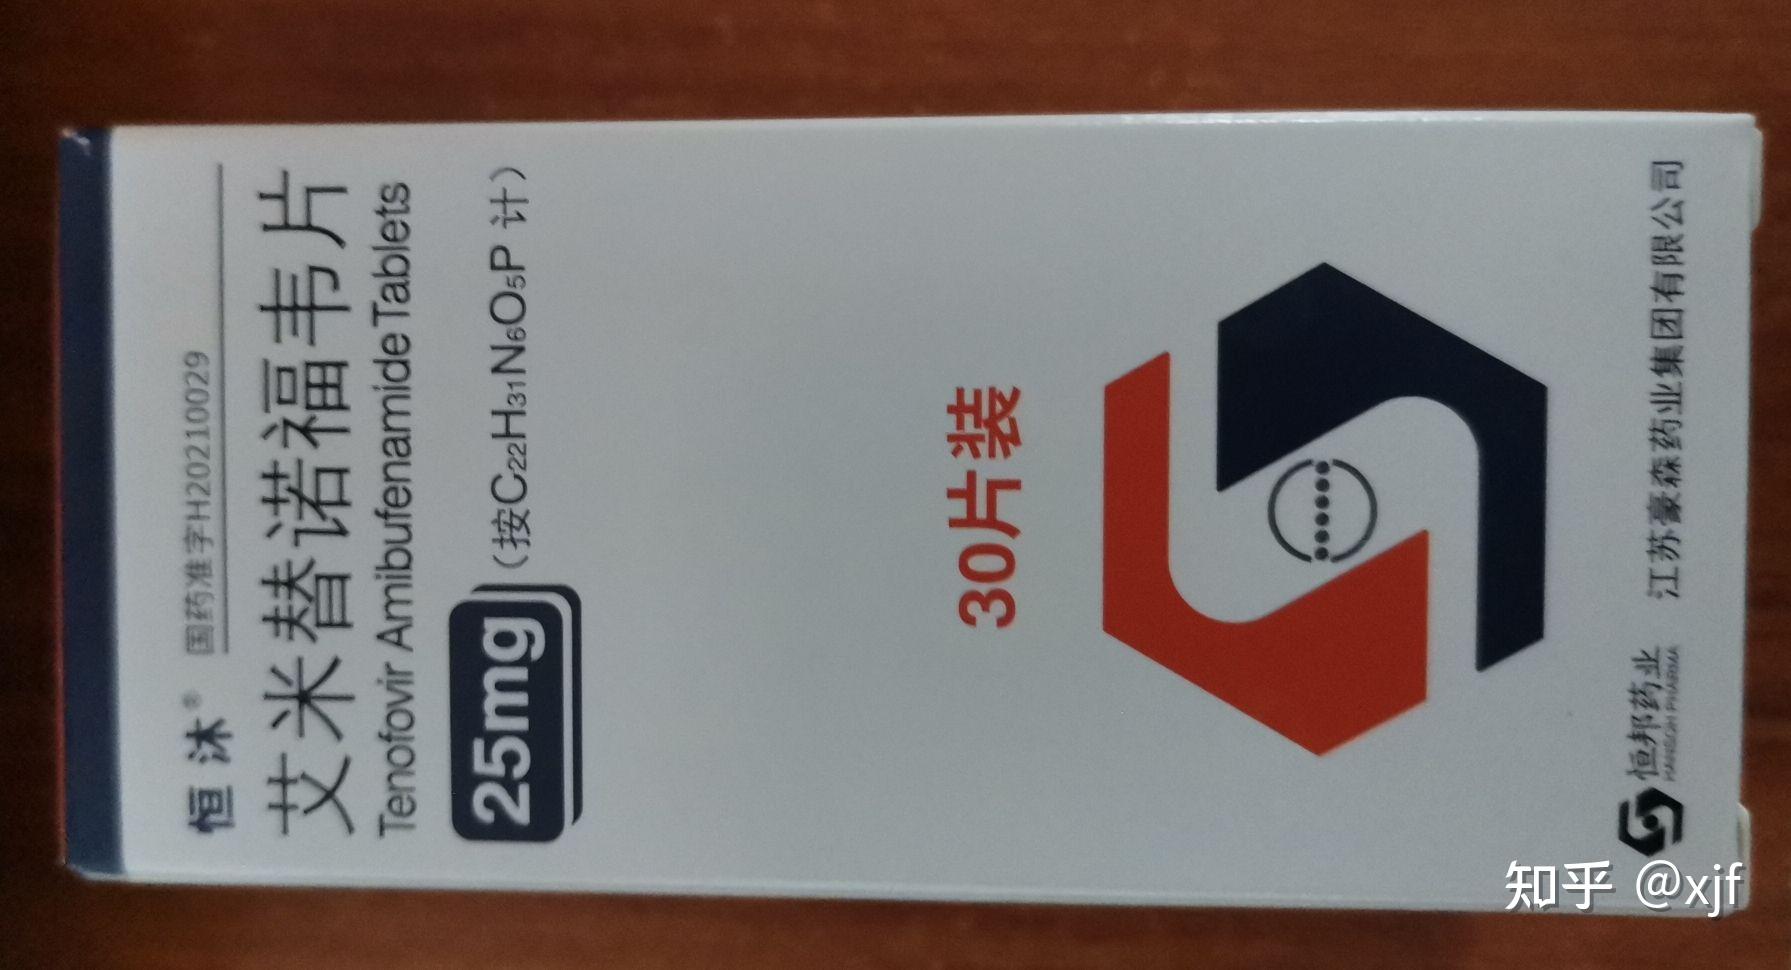 恒沐® 国药准字H20210029
艾米替诺福韦片
Tenofovir Amibufenamide Tablets
25mg (按C₂₂H₃₁N₆O₅P 计)
30片装
恒邦药业 江苏豪森药业集团有限公司
HANSOH PHARMA
知乎 @xjf